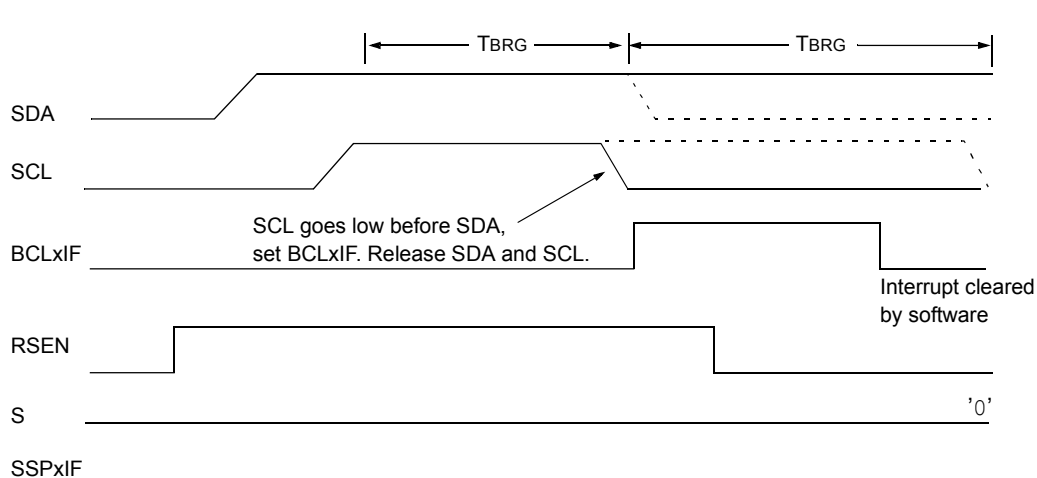 TBRG TBRG
SDA
SCL
SCL goes low before SDA,
set BCLxIF. Release SDA and SCL.
BCLxIF
Interrupt cleared
by software
RSEN
S '0'
SSPxIF